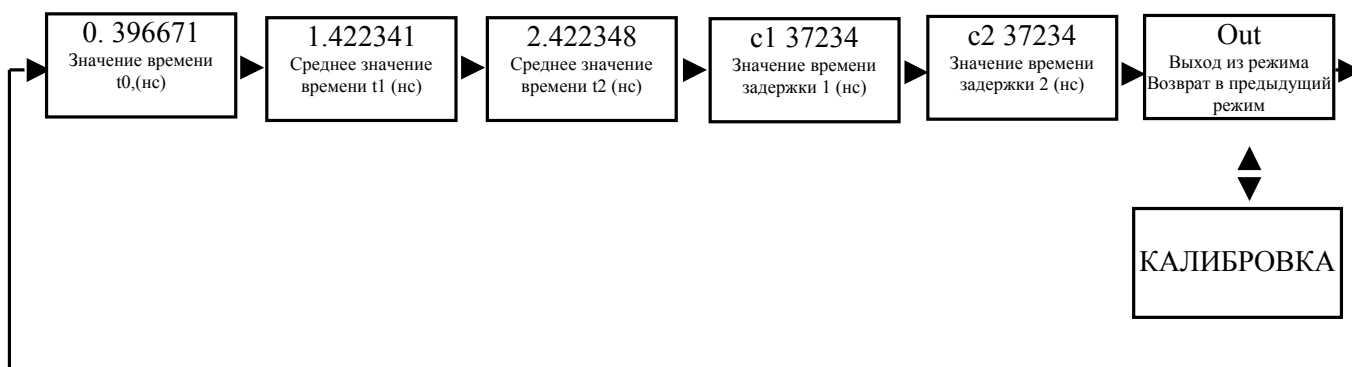 0. 396671
Значение времени
t0,(нс)
1.422341
Среднее значение
времени t1 (нс)
2.422348
Среднее значение
времени t2 (нс)
c1 37234
Значение времени
задержки 1 (нс)
c2 37234
Значение времени
задержки 2 (нс)
Out
Выход из режима
Возврат в предыдущий
режим
КАЛИБРОВКА